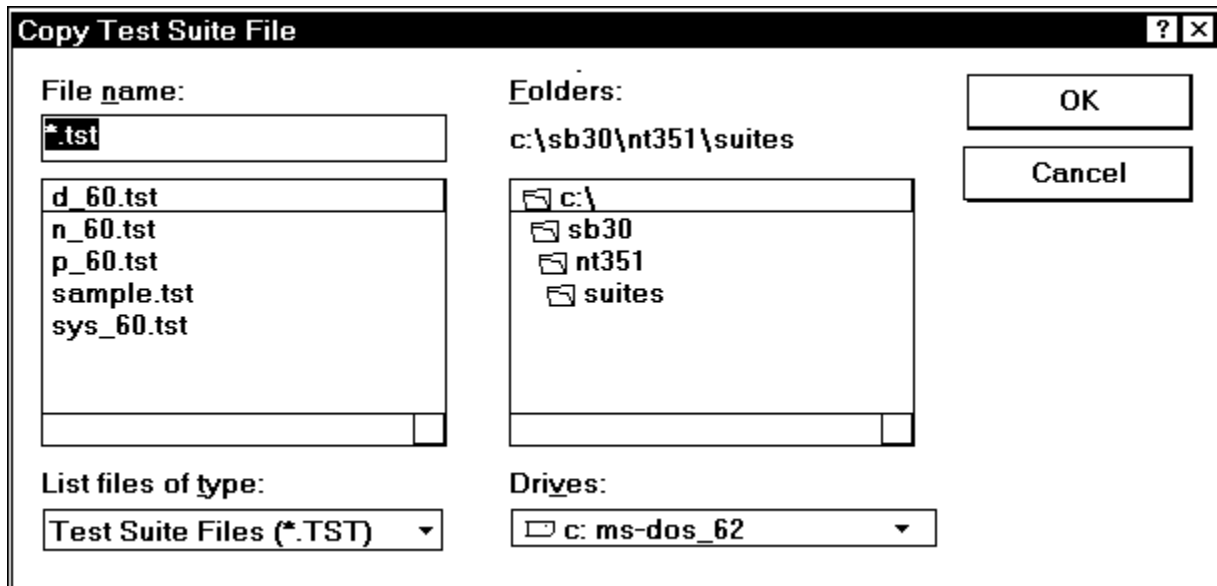 Copy Test Suite File
File name:
*.tst
d_60.tst
n_60.tst
p_60.tst
sample.tst
sys_60.tst
List files of type:
Test Suite Files (*.TST)
Folders:
c:\sb30\nt351\suites
c:\
sb30
nt351
suites
Drives:
c: ms-dos_62
OK
Cancel